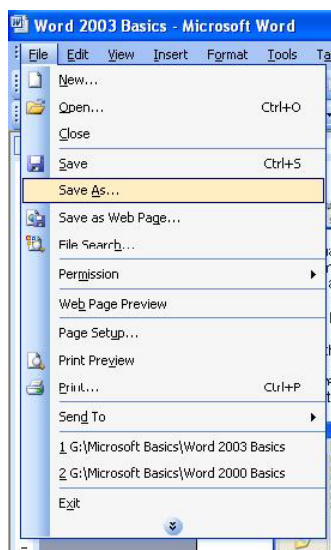 Word 2003 Basics - Microsoft Word
File Edit View Insert Format Tools Ta
New...
Open... Ctrl+O
Close
Save Ctrl+S
Save As...
Save as Web Page...
File Search...
Permission
Web Page Preview
Page Setup...
Print Preview
Print... Ctrl+P
Send To
1 G:\Microsoft Basics\Word 2003 Basics
2 G:\Microsoft Basics\Word 2000 Basics
Exit